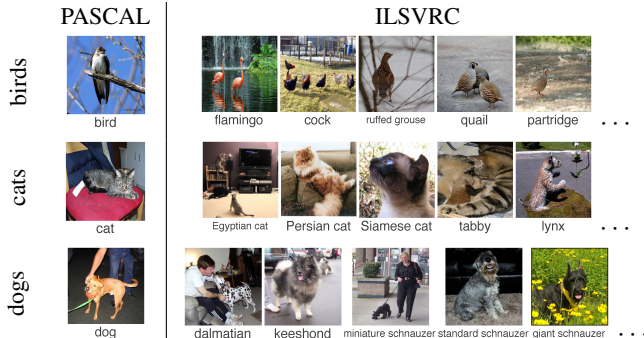 PASCAL
ILSVRC
birds
bird
flamingo
cock
ruffed grouse
quail
partridge
. . .
cats
cat
Egyptian cat
Persian cat
Siamese cat
tabby
lynx
. . .
dogs
dog
dalmatian
keeshond
miniature schnauzer
standard schnauzer
giant schnauzer
. . .